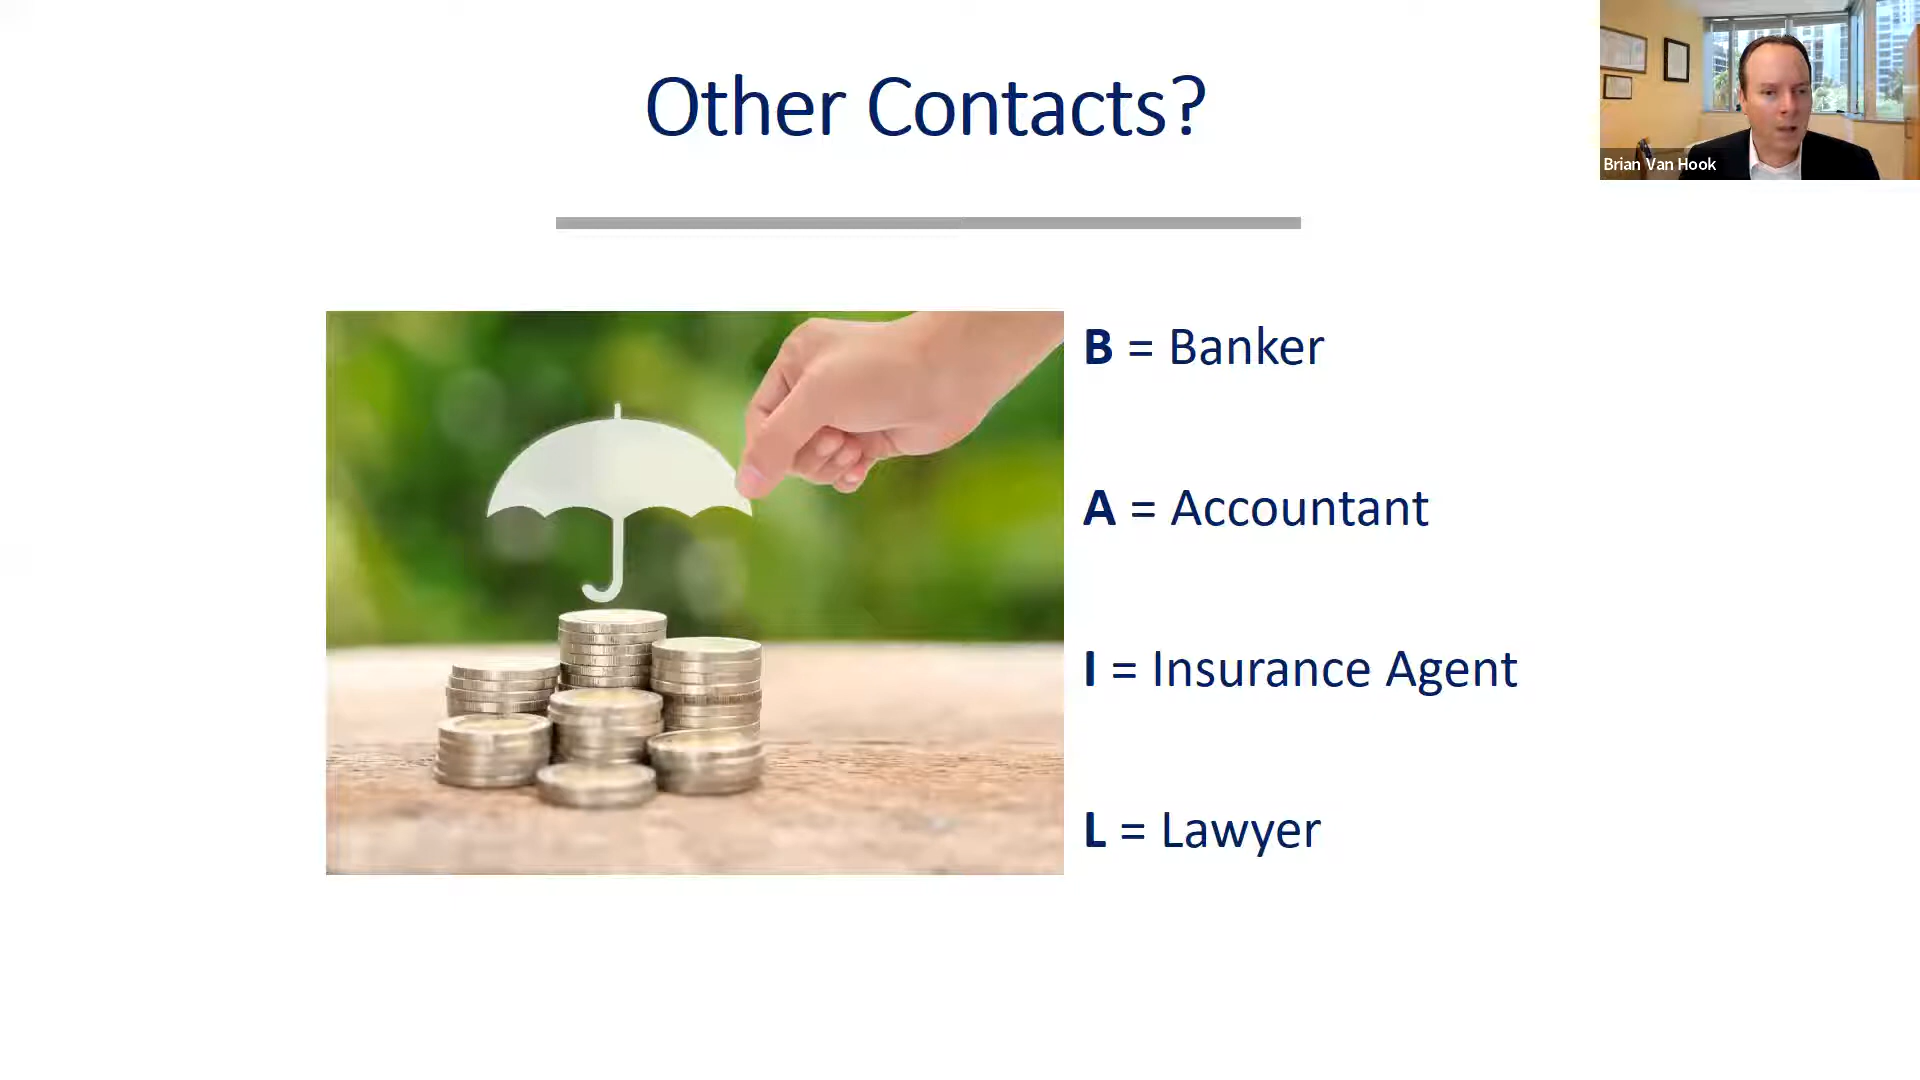 Other Contacts?
Brian Van Hook
B = Banker
A = Accountant
I = Insurance Agent
L = Lawyer